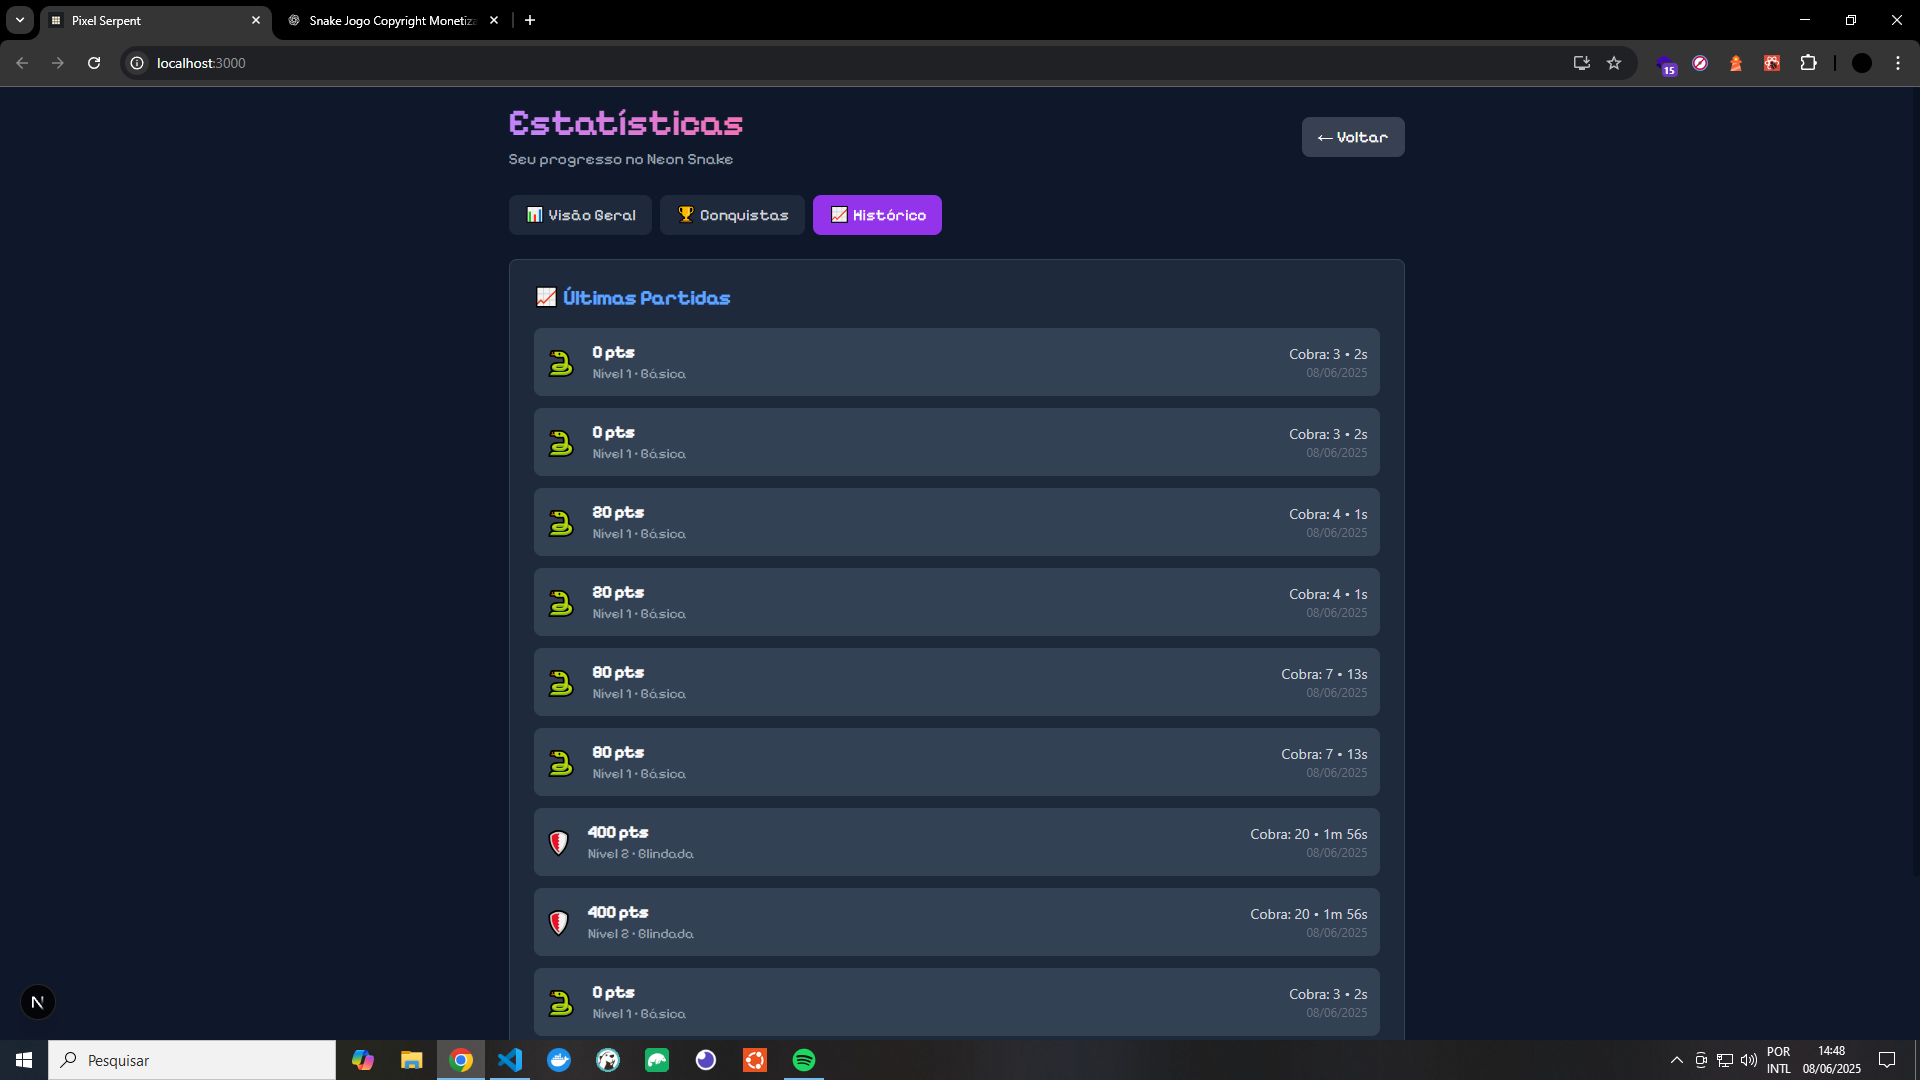 Pixel Serpent
Snake Jogo Copyright Monetiza
localhost:3000
15
Estatísticas
Seu progresso no Neon Snake
← Voltar
Visão Geral
Conquistas
Histórico
Últimas Partidas
0 pts
Nível 1 • Básica
Cobra: 3 • 2s
08/06/2025
0 pts
Nível 1 • Básica
Cobra: 3 • 2s
08/06/2025
20 pts
Nível 1 • Básica
Cobra: 4 • 1s
08/06/2025
20 pts
Nível 1 • Básica
Cobra: 4 • 1s
08/06/2025
80 pts
Nível 1 • Básica
Cobra: 7 • 13s
08/06/2025
80 pts
Nível 1 • Básica
Cobra: 7 • 13s
08/06/2025
400 pts
Nível 2 • Blindada
Cobra: 20 • 1m 56s
08/06/2025
400 pts
Nível 2 • Blindada
Cobra: 20 • 1m 56s
08/06/2025
0 pts
Nível 1 • Básica
Cobra: 3 • 2s
08/06/2025
N
Pesquisar
POR
INTL
14:48
08/06/2025